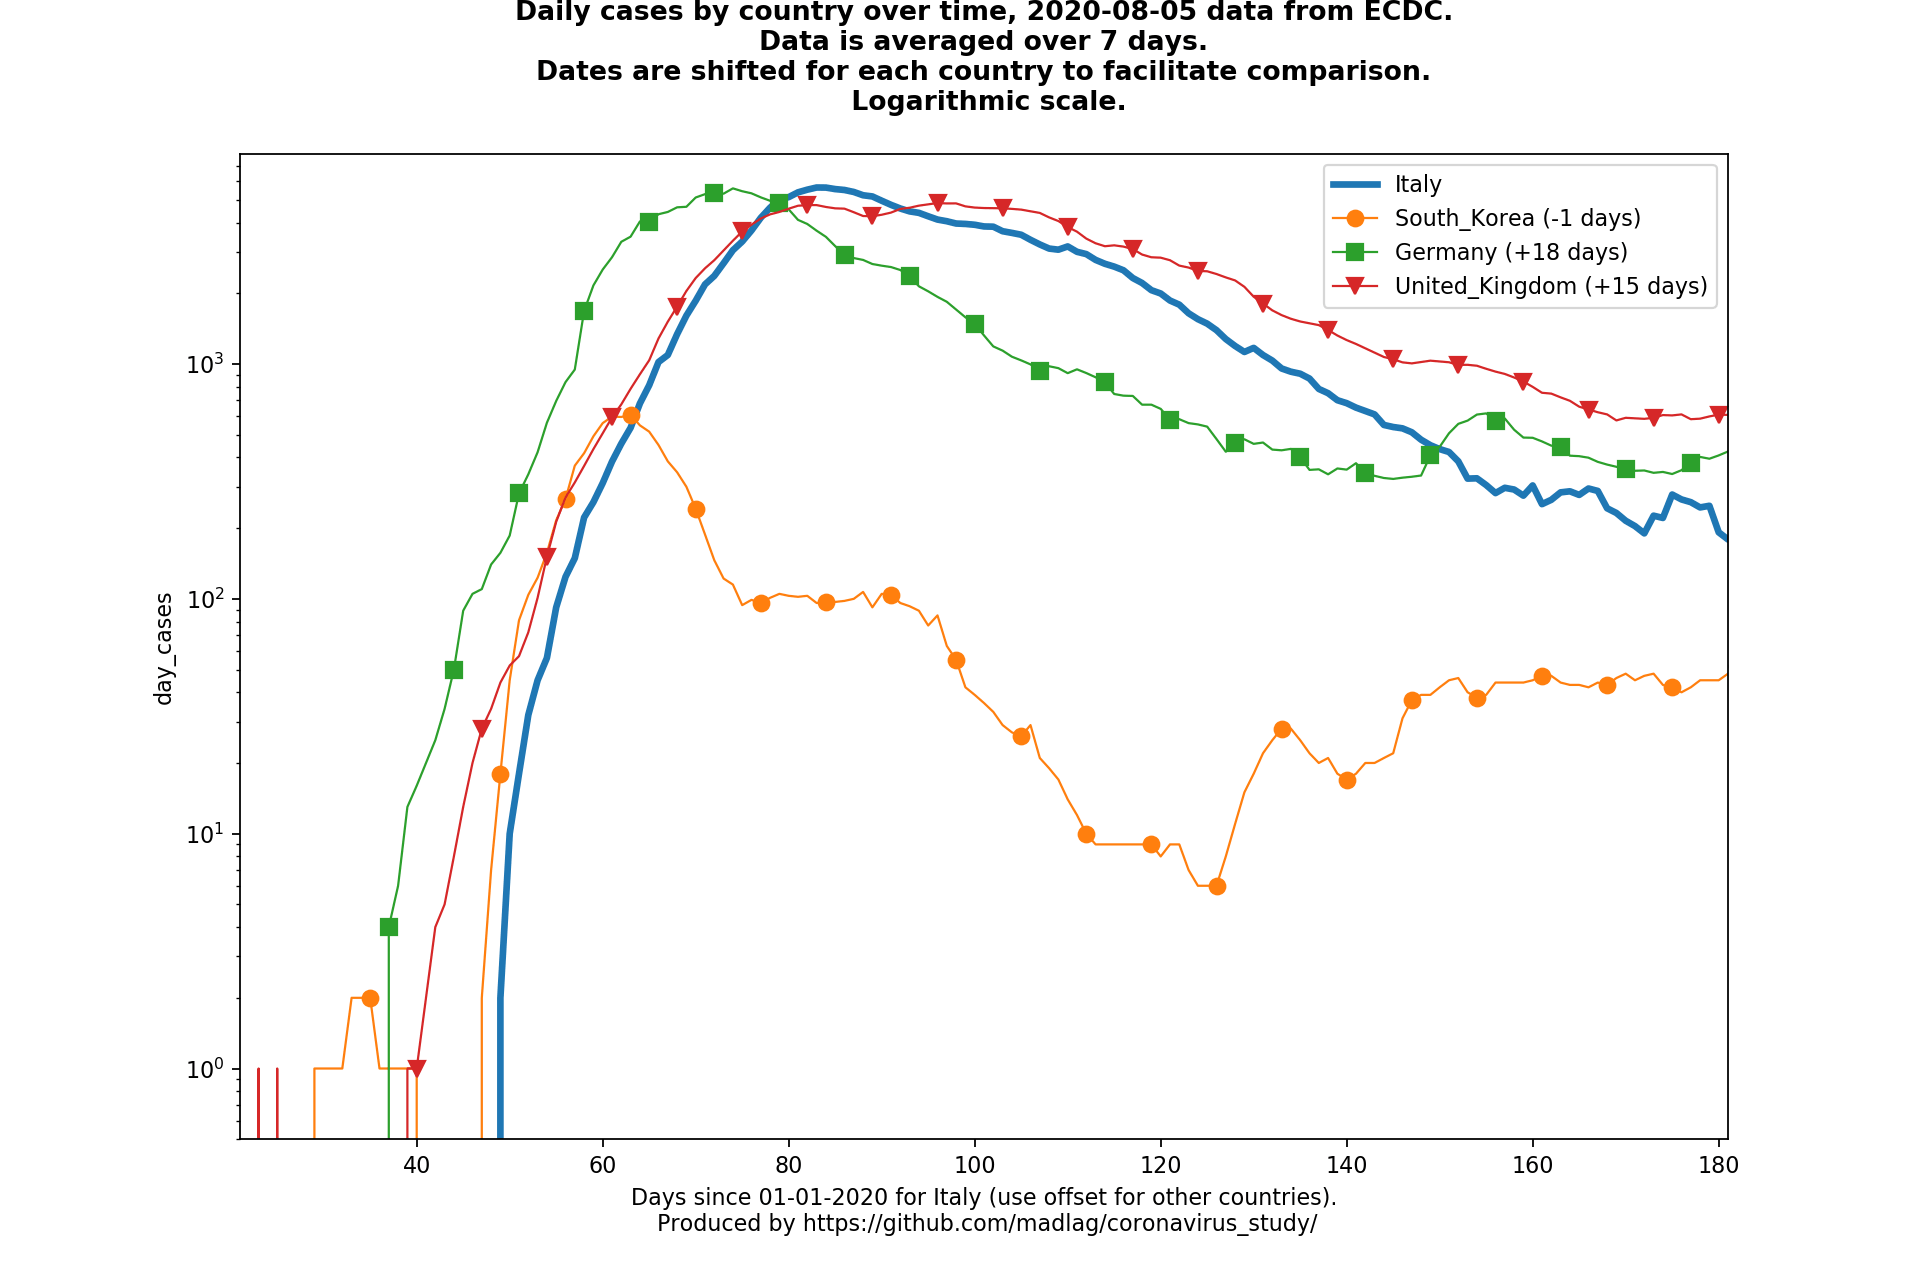 Daily cases by country over time, 2020-08-05 data from ECDC.
Data is averaged over 7 days.
Dates are shifted for each country to facilitate comparison.
Logarithmic scale.
Italy
South_Korea (-1 days)
Germany (+18 days)
United_Kingdom (+15 days)
day_cases
10³
10²
10¹
10⁰
40 60 80 100 120 140 160 180
Days since 01-01-2020 for Italy (use offset for other countries).
Produced by https://github.com/madlag/coronavirus_study/